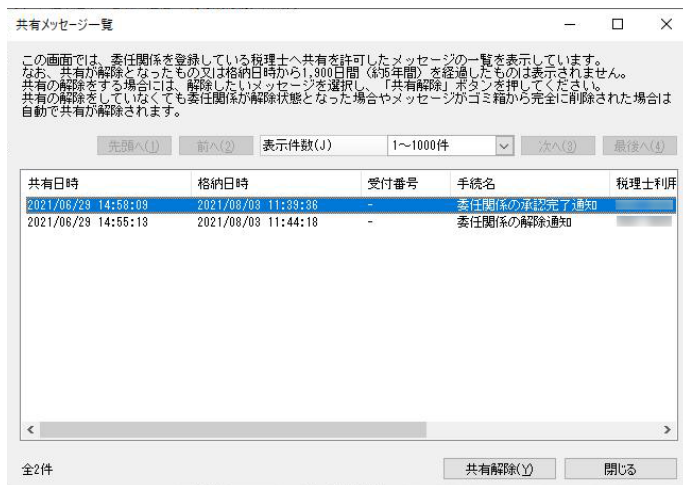 共有メッセージ一覧
この画面では、委任関係を登録している税理士へ共有を許可したメッセージの一覧を表示しています。
なお、共有が解除となったもの又は格納日時から1,900日間（約5年間）を経過したものは表示されません。
共有の解除をする場合には、解除したいメッセージを選択し、「共有解除」ボタンを押してください。
共有の解除をしていなくても委任関係が解除状態となった場合やメッセージがゴミ箱から完全に削除された場合は
自動で共有が解除されます。
先頭へ(1) 前へ(2) 表示件数(J) 1～1000件 次へ(3) 最後へ(4)
共有日時 格納日時 受付番号 手続名 税理士利用
2021/06/29 14:58:09 2021/08/03 11:39:36 - 委任関係の承認完了通知
2021/06/29 14:55:13 2021/08/03 11:44:18 - 委任関係の解除通知
全2件 共有解除(Y) 閉じる